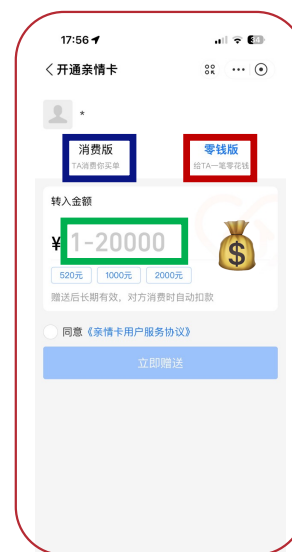 17:56
34
开通亲情卡
*
消费版
TA消费你买单
零钱版
给TA一笔零花钱
转入金额
¥ 1-20000
520元
1000元
2000元
赠送后长期有效，对方消费时自动扣款
同意《亲情卡用户服务协议》
立即赠送